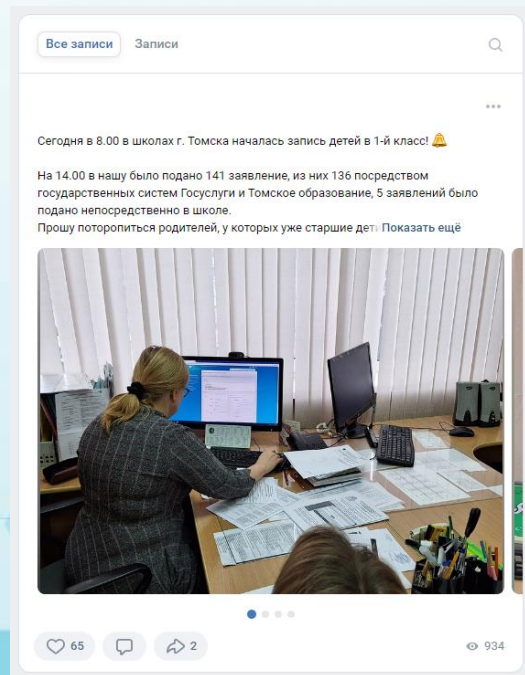 Все записи Записи
Сегодня в 8.00 в школах г. Томска началась запись детей в 1-й класс! 🔔
На 14.00 в нашу было подано 141 заявление, из них 136 посредством
государственных систем Госуслуги и Томское образование, 5 заявлений было
подано непосредственно в школе.
Прошу поторопиться родителей, у которых уже старшие дети Показать ещё
65 2 934